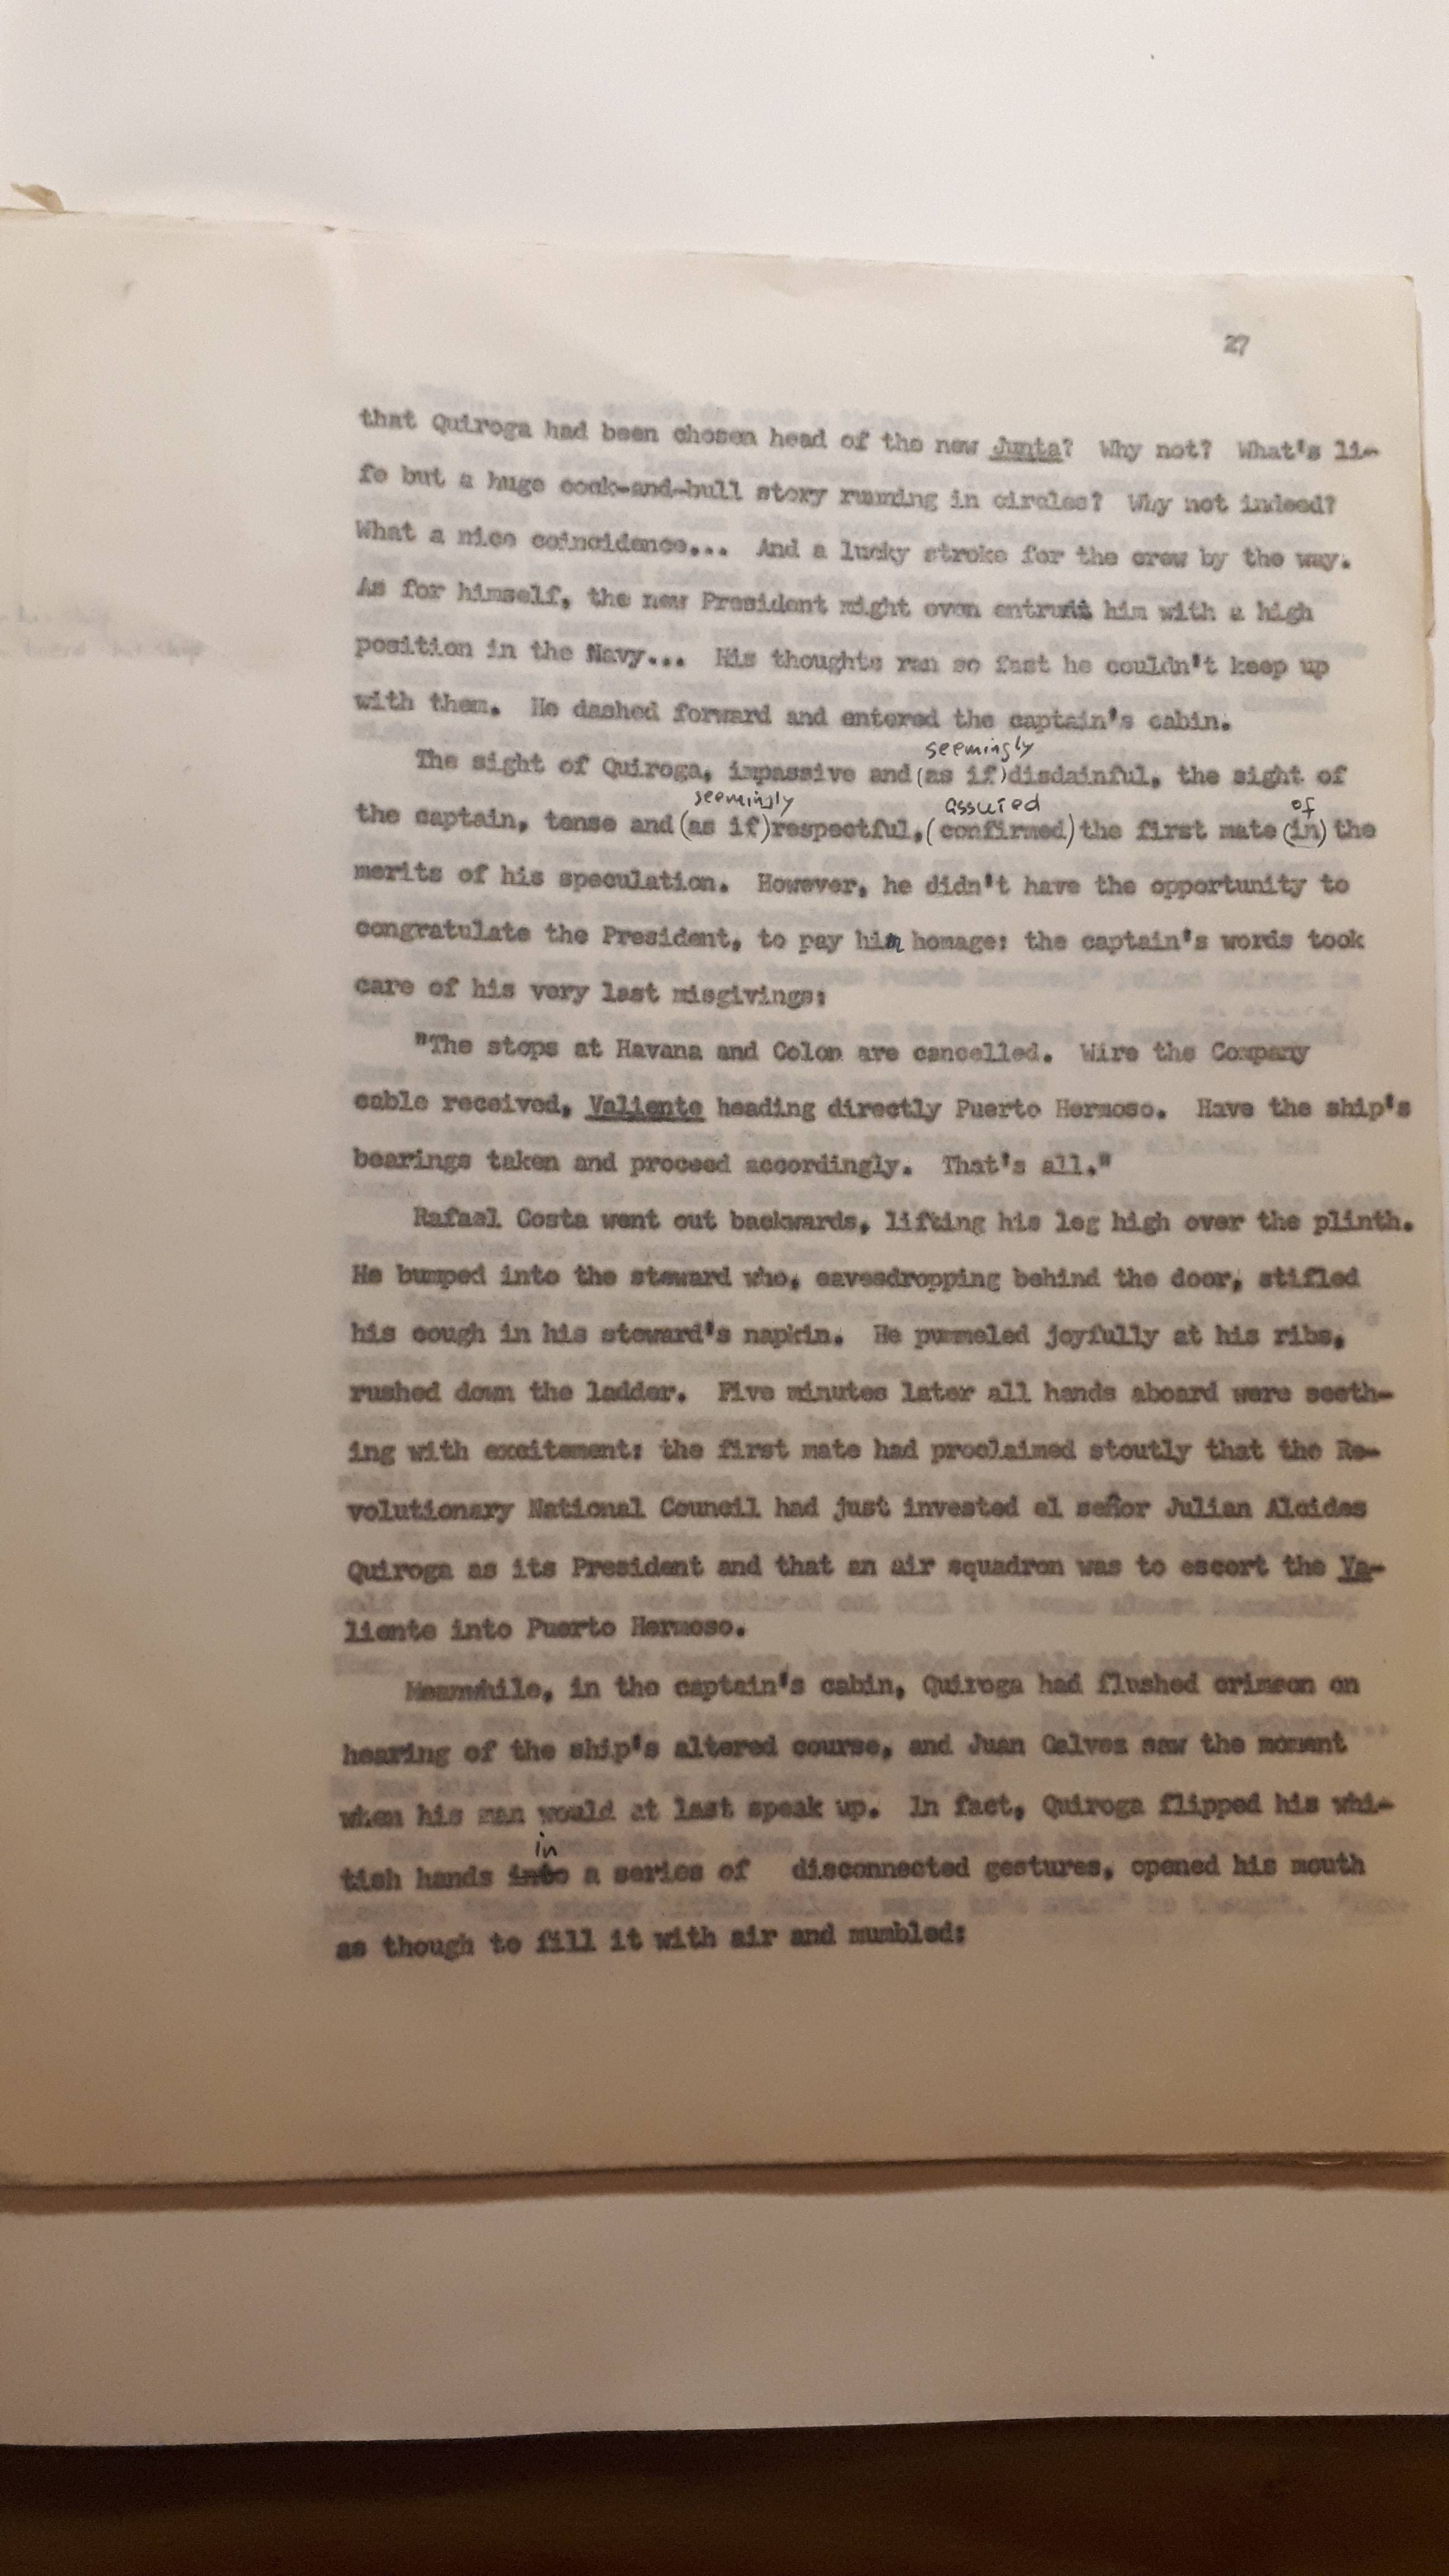 27
that Quiroga had been chosen head of the new Junta? Why not? What's li-
fe but a huge cock-and-bull story running in circles? Why not indeed?
What a nice coincidence... And a lucky stroke for the crew by the way.
As for himself, the new President might even entrust him with a high
position in the Navy... His thoughts ran so fast he couldn't keep up
with them. He dashed forward and entered the captain's cabin.
seemingly
The sight of Quiroga, impassive and (as if) disdainful, the sight of
seemingly assured of
the captain, tense and (as if) respectful, (confirmed) the first mate (in) the
merits of his speculation. However, he didn't have the opportunity to
congratulate the President, to pay him homage: the captain's words took
care of his very last misgivings:
"The stops at Havana and Colon are cancelled. Wire the Company
cable received, Valiente heading directly Puerto Hermoso. Have the ship's
bearings taken and proceed accordingly. That's all."
Rafael Costa went out backwards, lifting his leg high over the plinth.
He bumped into the steward who, eavesdropping behind the door, stifled
his cough in his steward's napkin. He pummeled joyfully at his ribs,
rushed down the ladder. Five minutes later all hands aboard were seeth-
ing with excitement: the first mate had proclaimed stoutly that the Re-
volutionary National Council had just invested el señor Julian Alcides
Quiroga as its President and that an air squadron was to escort the Va-
liente into Puerto Hermoso.
Meanwhile, in the captain's cabin, Quiroga had flushed crimson on
hearing of the ship's altered course, and Juan Galvez saw the moment
when his man would at last speak up. In fact, Quiroga flipped his whi-
in
tish hands into a series of disconnected gestures, opened his mouth
as though to fill it with air and mumbled: